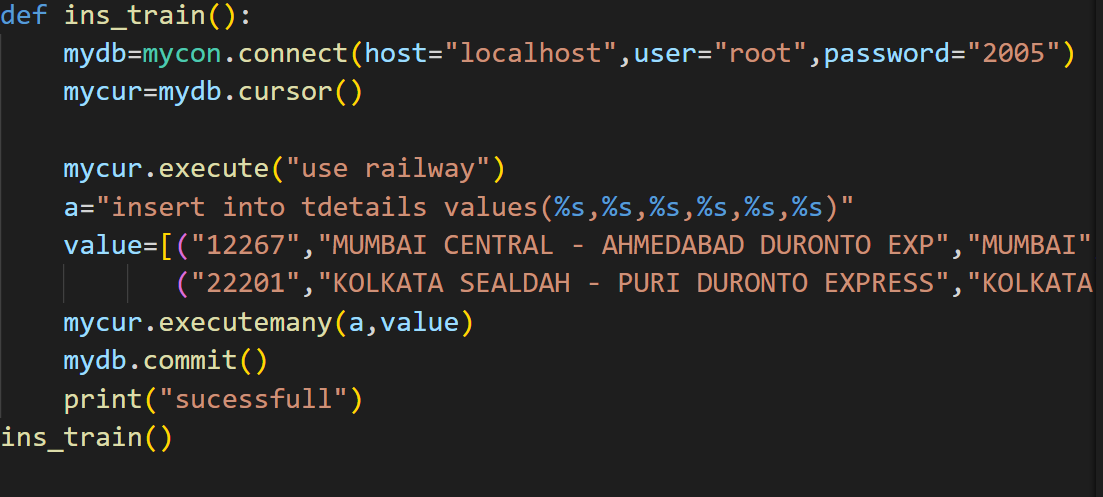 def ins_train():
    mydb=mycon.connect(host="localhost",user="root",password="2005")
    mycur=mydb.cursor()

    mycur.execute("use railway")
    a="insert into tdetails values(%s,%s,%s,%s,%s,%s)"
    value=[("12267","MUMBAI CENTRAL - AHMEDABAD DURONTO EXP","MUMBAI"
           ("22201","KOLKATA SEALDAH - PURI DURONTO EXPRESS","KOLKATA
    mycur.executemany(a,value)
    mydb.commit()
    print("sucessfull")
ins_train()